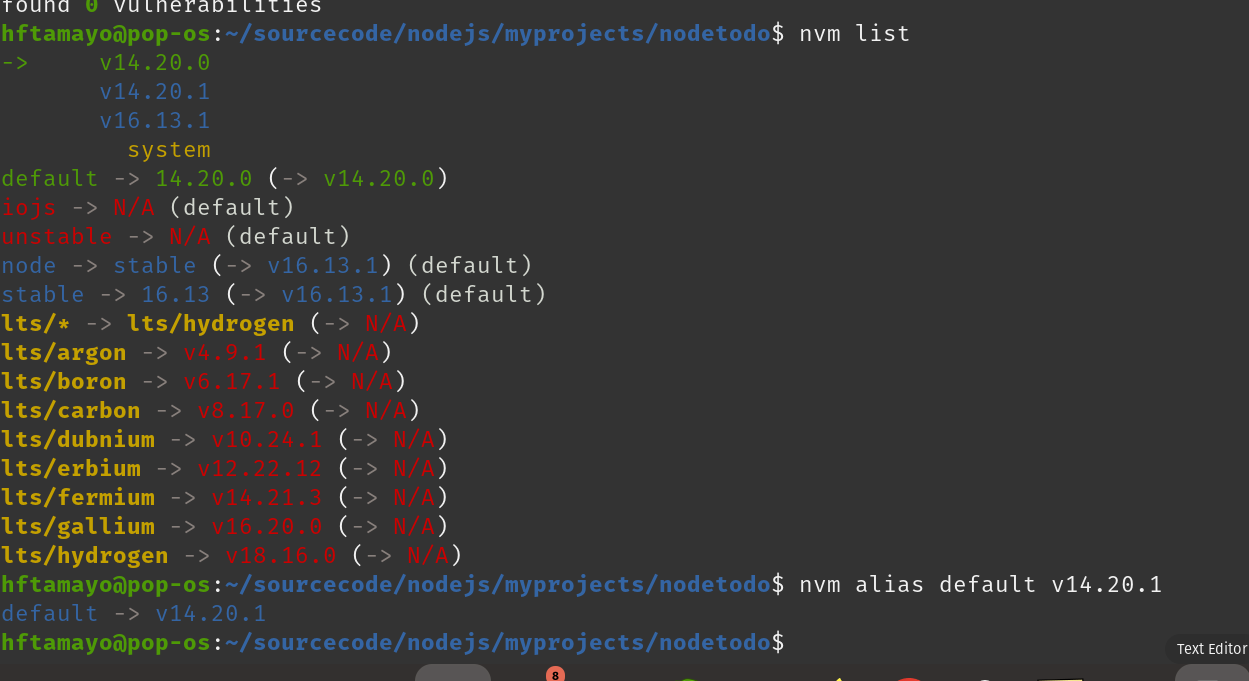 found 0 vulnerabilities
hftamayo@pop-os:~/sourcecode/nodejs/myprojects/nodetodo$ nvm list
->     v14.20.0
       v14.20.1
       v16.13.1
         system
default -> 14.20.0 (-> v14.20.0)
iojs -> N/A (default)
unstable -> N/A (default)
node -> stable (-> v16.13.1) (default)
stable -> 16.13 (-> v16.13.1) (default)
lts/* -> lts/hydrogen (-> N/A)
lts/argon -> v4.9.1 (-> N/A)
lts/boron -> v6.17.1 (-> N/A)
lts/carbon -> v8.17.0 (-> N/A)
lts/dubnium -> v10.24.1 (-> N/A)
lts/erbium -> v12.22.12 (-> N/A)
lts/fermium -> v14.21.3 (-> N/A)
lts/gallium -> v16.20.0 (-> N/A)
lts/hydrogen -> v18.16.0 (-> N/A)
hftamayo@pop-os:~/sourcecode/nodejs/myprojects/nodetodo$ nvm alias default v14.20.1
default -> v14.20.1
hftamayo@pop-os:~/sourcecode/nodejs/myprojects/nodetodo$
Text Editor
8